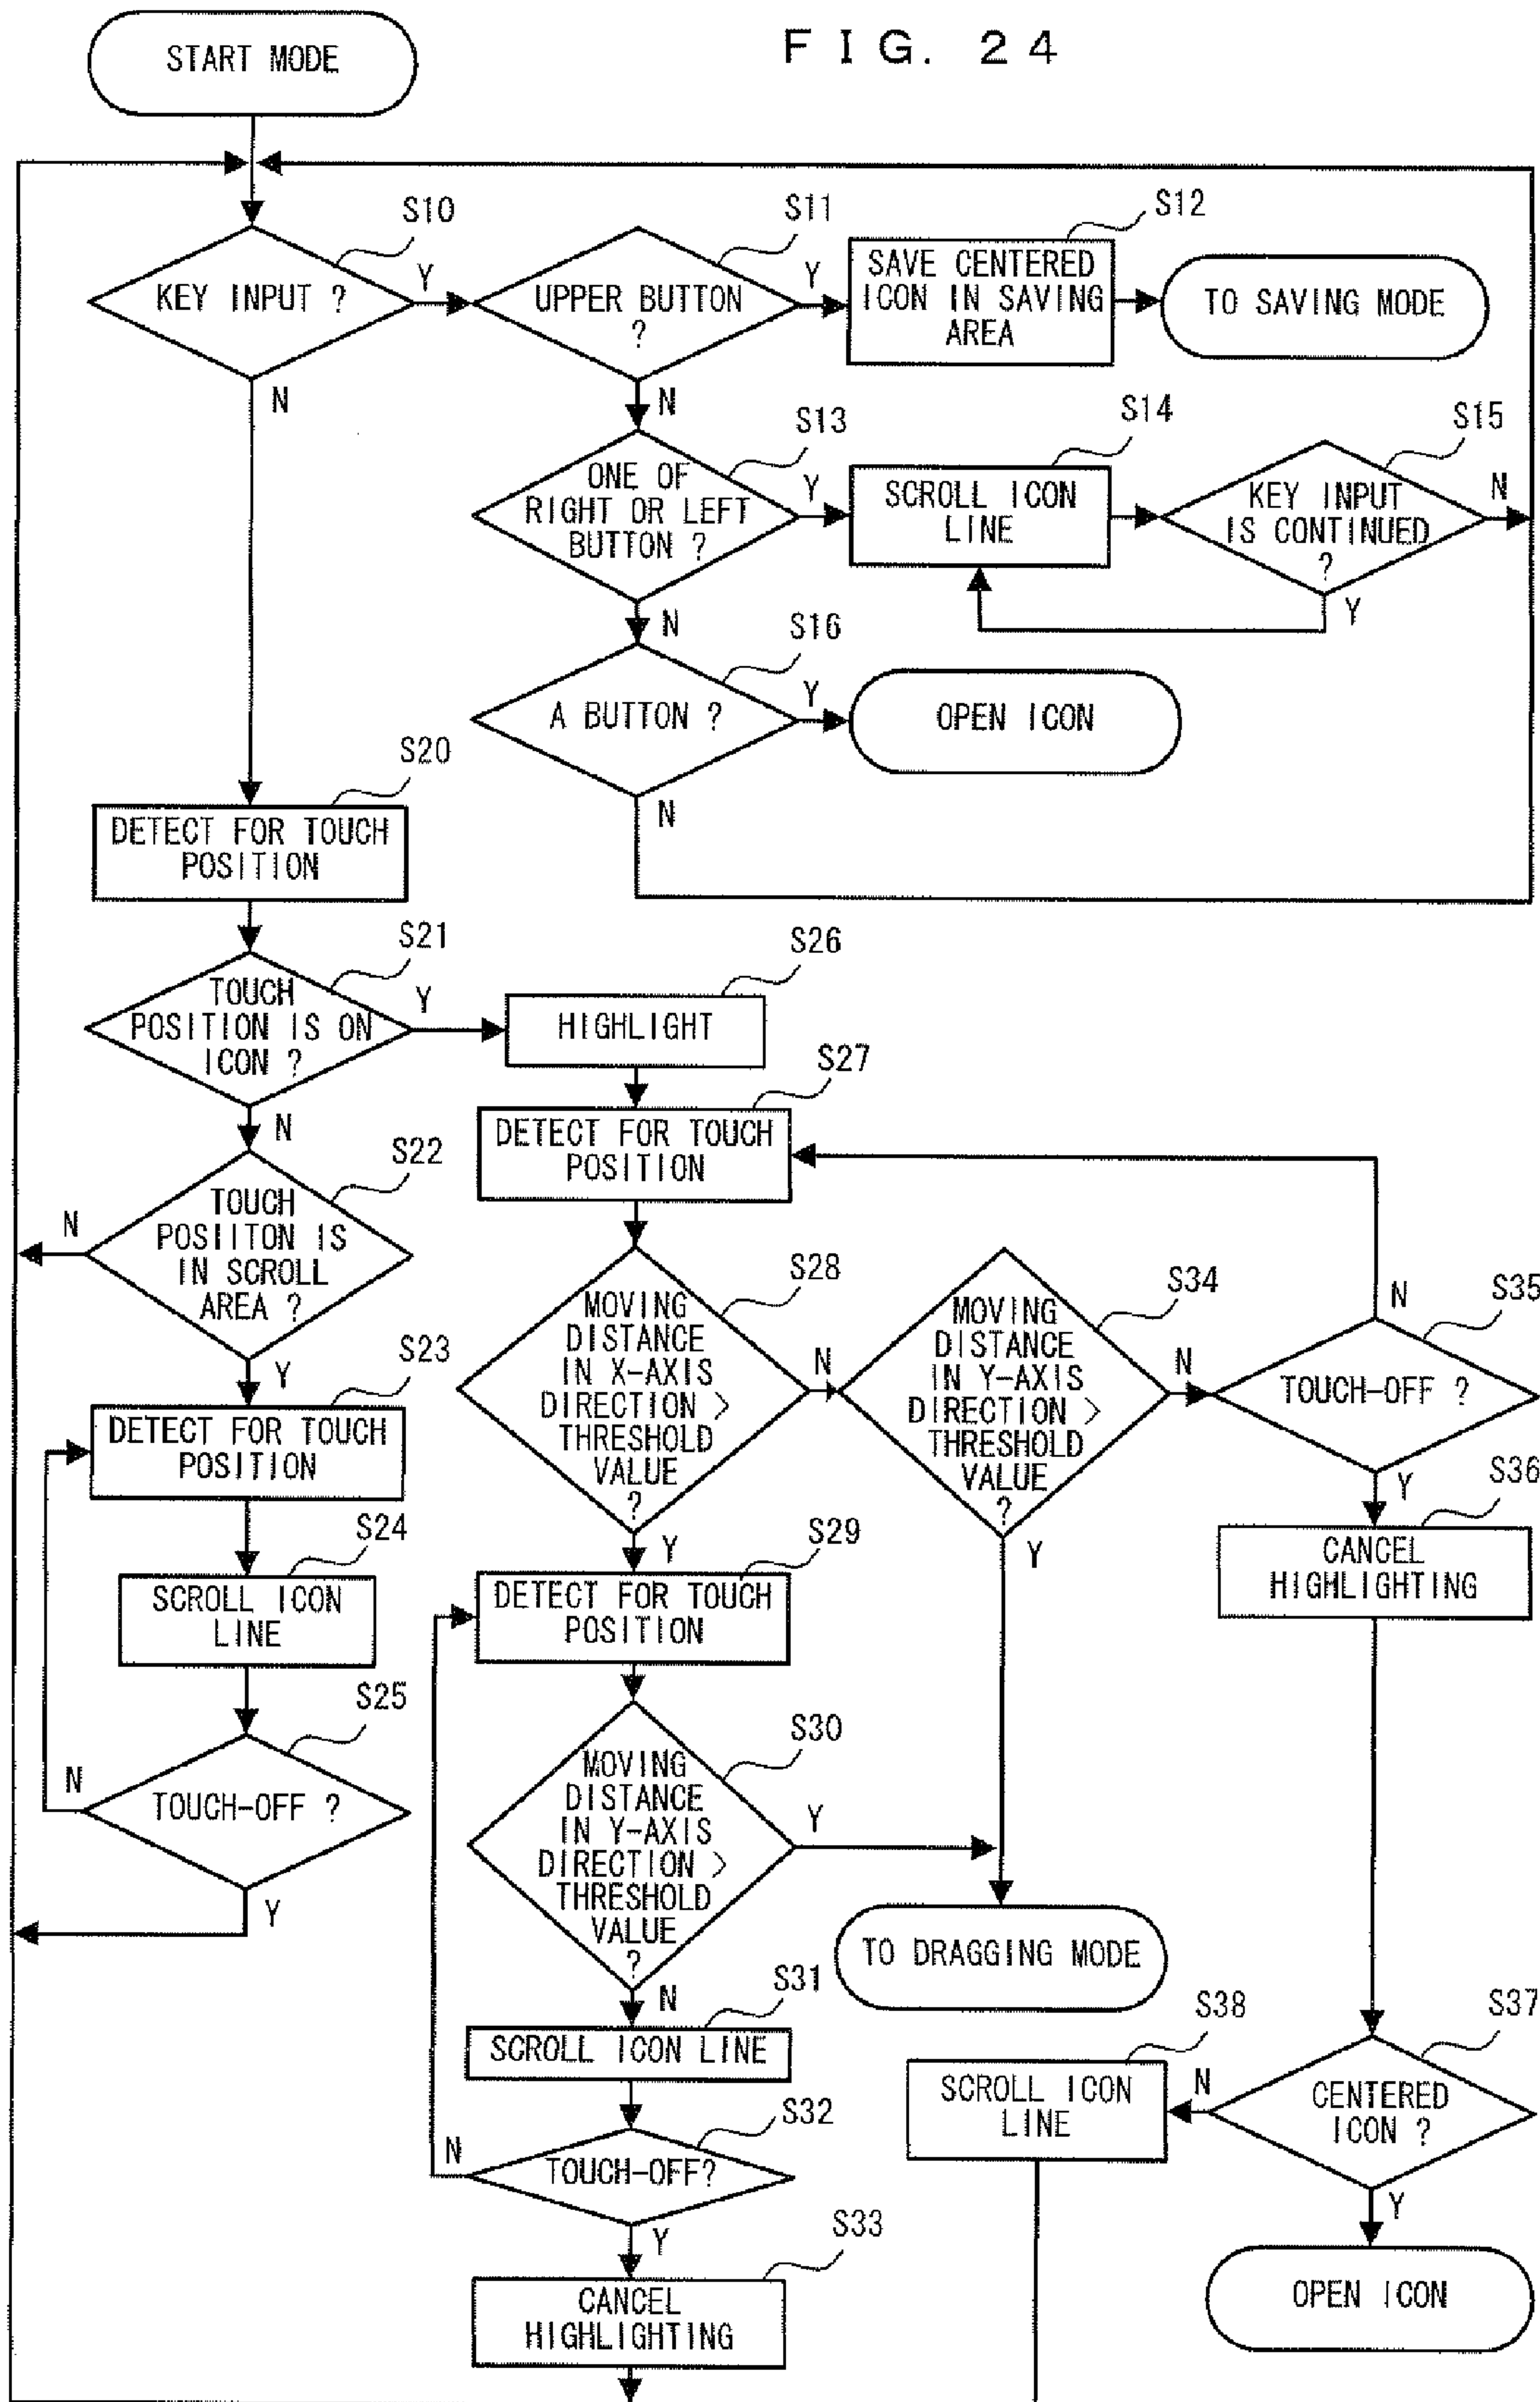 FIG. 24
START MODE
S10
KEY INPUT ?
Y
N
S11
UPPER BUTTON
?
Y
N
S12
SAVE CENTERED
ICON IN SAVING
AREA
TO SAVING MODE
S13
ONE OF
RIGHT OR LEFT
BUTTON ?
Y
N
S14
SCROLL ICON
LINE
S15
KEY INPUT
IS CONTINUED
?
N
Y
S16
A BUTTON ?
Y
N
OPEN ICON
S20
DETECT FOR TOUCH
POSITION
S21
TOUCH
POSITION IS ON
ICON ?
Y
N
S22
TOUCH
POSIITON IS
IN SCROLL
AREA ?
N
Y
S23
DETECT FOR TOUCH
POSITION
S24
SCROLL ICON
LINE
S25
TOUCH-OFF ?
N
Y
S26
HIGHLIGHT
S27
DETECT FOR TOUCH
POSITION
S28
MOVING
DISTANCE
IN X-AXIS
DIRECTION >
THRESHOLD
VALUE
?
N
Y
S29
DETECT FOR TOUCH
POSITION
S30
MOVING
DISTANCE
IN Y-AXIS
DIRECTION >
THRESHOLD
VALUE
?
Y
N
S31
SCROLL ICON LINE
S32
TOUCH-OFF?
N
Y
S33
CANCEL
HIGHLIGHTING
S34
MOVING
DISTANCE
IN Y-AXIS
DIRECTION >
THRESHOLD
VALUE
?
N
Y
TO DRAGGING MODE
S35
TOUCH-OFF ?
N
Y
S36
CANCEL
HIGHLIGHTING
S37
CENTERED
ICON ?
N
Y
S38
SCROLL ICON
LINE
OPEN ICON